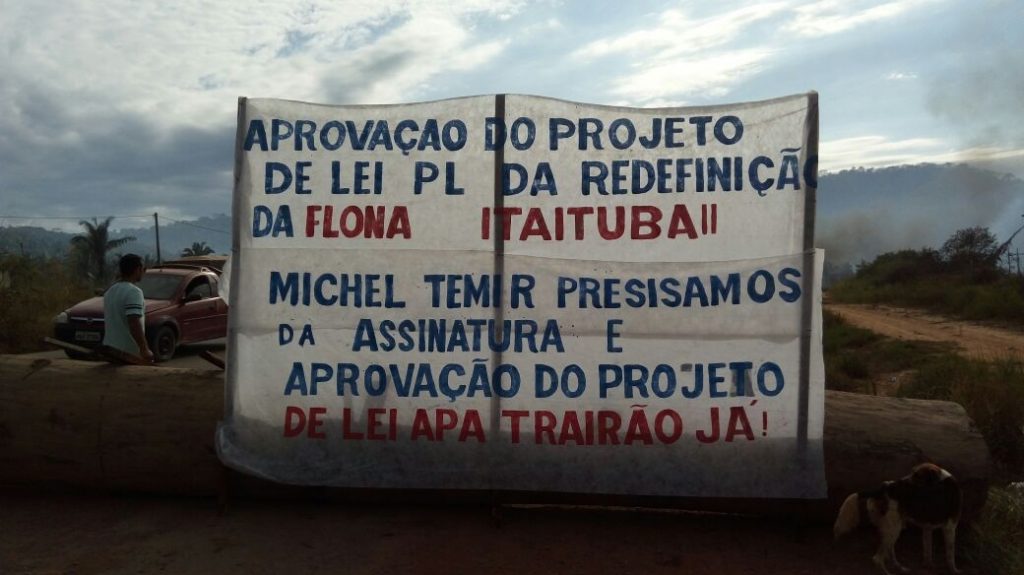 APROVAÇAO DO PROJETO
DE LEI PL DA REDEFINIÇÃO
DA FLONA ITAITUBA!!
MICHEL TEMIR PRESISAMOS
DA ASSINATURA E
APROVAÇÃO DO PROJETO
DE LEI APA TRAIRÃO JÁ!